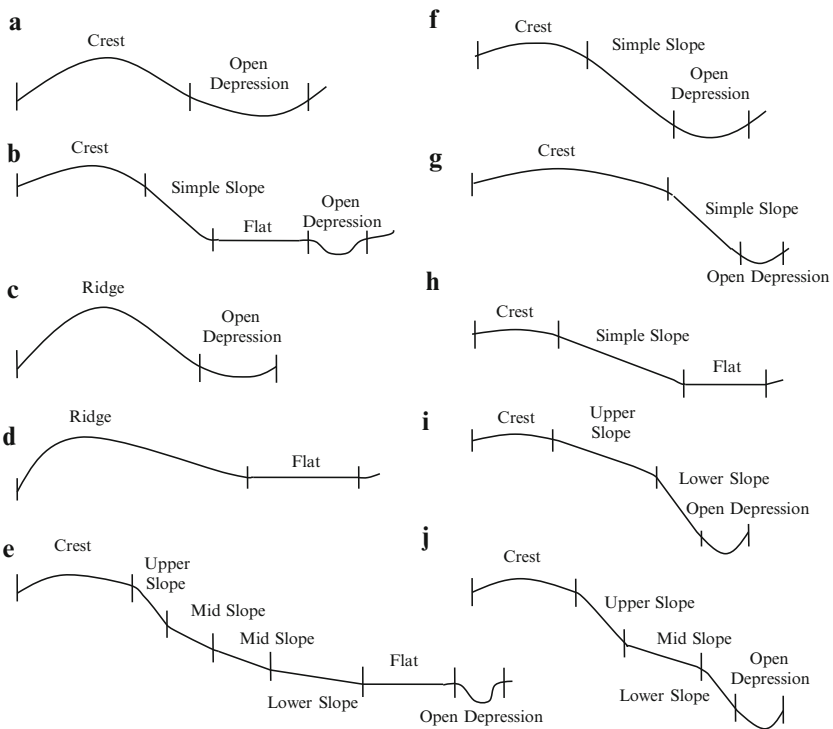 a
Crest
Open
Depression
b
Crest
Simple Slope
Flat
Open
Depression
c
Ridge
Open
Depression
d
Ridge
Flat
e
Crest
Upper
Slope
Mid Slope
Mid Slope
Lower Slope
Flat
Open Depression
f
Crest
Simple Slope
Open
Depression
g
Crest
Simple Slope
Open Depression
h
Crest
Simple Slope
Flat
i
Crest
Upper
Slope
Lower Slope
Open Depression
j
Crest
Upper Slope
Mid Slope
Lower Slope
Open
Depression